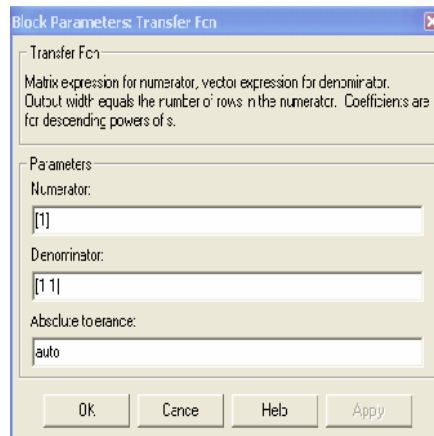 Block Parameters: Transfer Fcn
Transfer Fcn
Matrix expression for numerator, vector expression for denominator.
Output width equals the number of rows in the numerator. Coefficients are
for descending powers of s.
Parameters
Numerator:
[1]
Denominator:
[1 1]
Absolute tolerance:
auto
OK
Cancel
Help
Apply